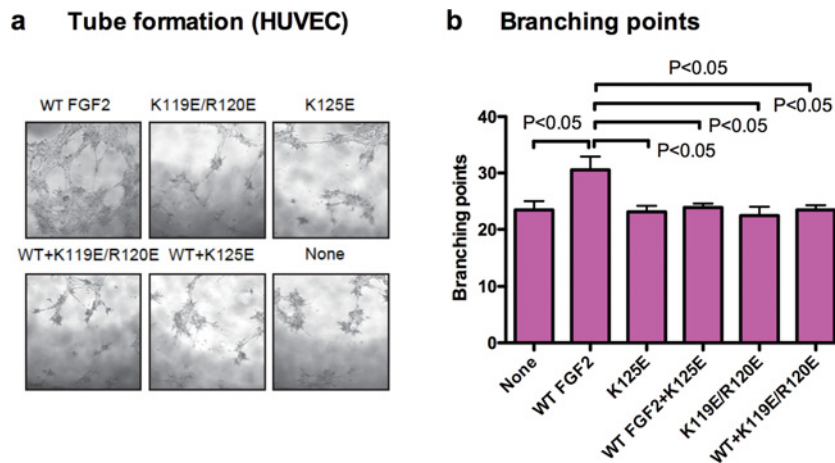 a Tube formation (HUVEC)
WT FGF2 K119E/R120E K125E
WT+K119E/R120E WT+K125E None
b Branching points
P<0.05
P<0.05
P<0.05
P<0.05
P<0.05
Branching points
40
30
20
10
0
None
WT FGF2
K125E
WT FGF2+K125E
K119E/R120E
WT+K119E/R120E